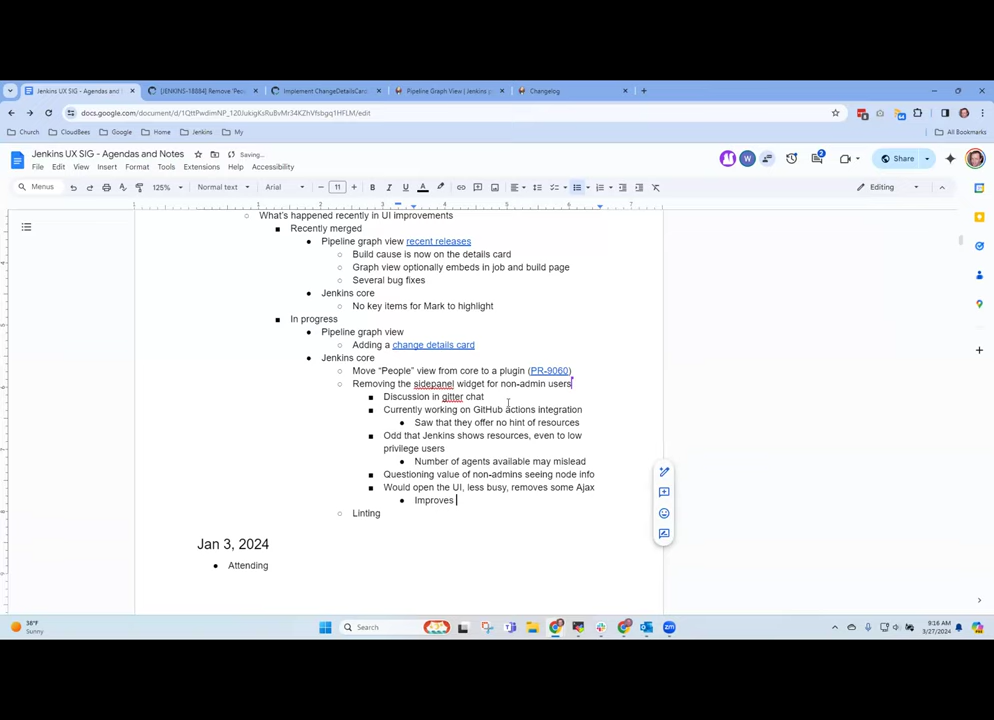 Jenkins UX SIG - Agendas and
[JENKINS-18884] Remove 'Peo
Implement ChangeDetailsCard
Pipeline Graph View | Jenkins p
Changelog
docs.google.com/document/d/1QttPwdimNP_120JukigKsRuBvMr34KZhVfsbgq1HFLM/edit
Church
CloudBees
Google
Home
Jenkins
My
All Bookmarks
Jenkins UX SIG - Agendas and Notes
Saving...
File Edit View Insert Format Tools Extensions Help Accessibility
W
2
Share
Menus
125%
Normal text
Arial
11
B I U A
Editing
○ What's happened recently in UI improvements
■ Recently merged
● Pipeline graph view recent releases
○ Build cause is now on the details card
○ Graph view optionally embeds in job and build page
○ Several bug fixes
● Jenkins core
○ No key items for Mark to highlight
■ In progress
● Pipeline graph view
○ Adding a change details card
● Jenkins core
○ Move “People” view from core to a plugin (PR-9060)
○ Removing the sidepanel widget for non-admin users
■ Discussion in gitter chat
■ Currently working on GitHub actions integration
● Saw that they offer no hint of resources
■ Odd that Jenkins shows resources, even to low
privilege users
● Number of agents available may mislead
■ Questioning value of non-admins seeing node info
■ Would open the UI, less busy, removes some Ajax
● Improves
○ Linting
Jan 3, 2024
● Attending
38°F
Sunny
Search
9:16 AM
3/27/2024